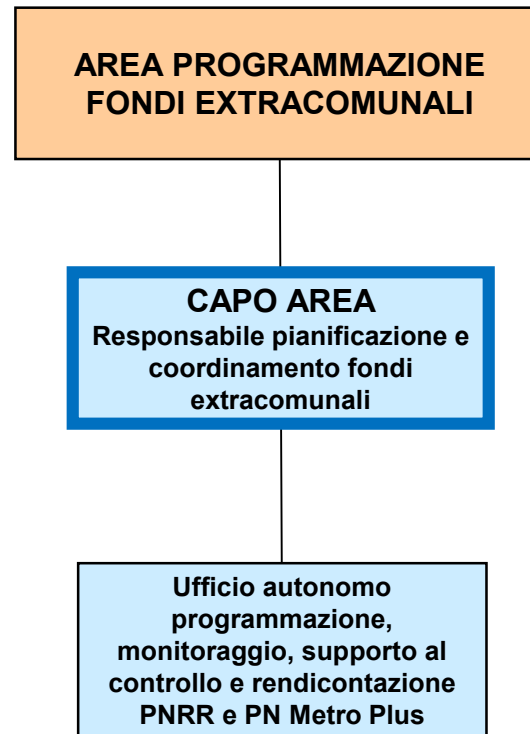 AREA PROGRAMMAZIONE
FONDI EXTRACOMUNALI
CAPO AREA
Responsabile pianificazione e
coordinamento fondi
extracomunali
Ufficio autonomo
programmazione,
monitoraggio, supporto al
controllo e rendicontazione
PNRR e PN Metro Plus